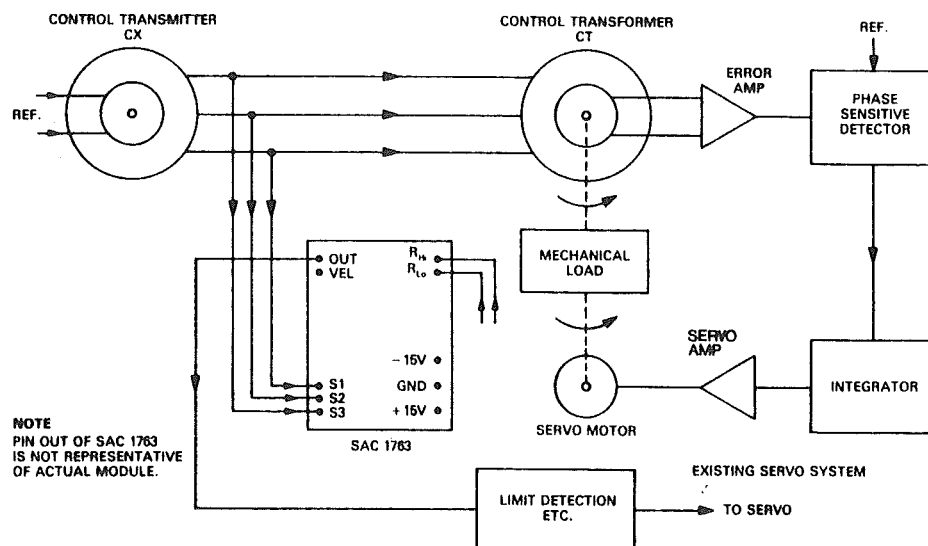 CONTROL TRANSMITTER
CX
CONTROL TRANSFORMER
CT
REF.
ERROR
AMP
REF.
PHASE
SENSITIVE
DETECTOR
OUT
VEL
RHi
RLo
MECHANICAL
LOAD
- 15V
GND
+ 15V
S1
S2
S3
SAC 1763
SERVO
AMP
SERVO MOTOR
INTEGRATOR
NOTE
PIN OUT OF SAC 1763
IS NOT REPRESENTATIVE
OF ACTUAL MODULE.
LIMIT DETECTION
ETC.
EXISTING SERVO SYSTEM
TO SERVO